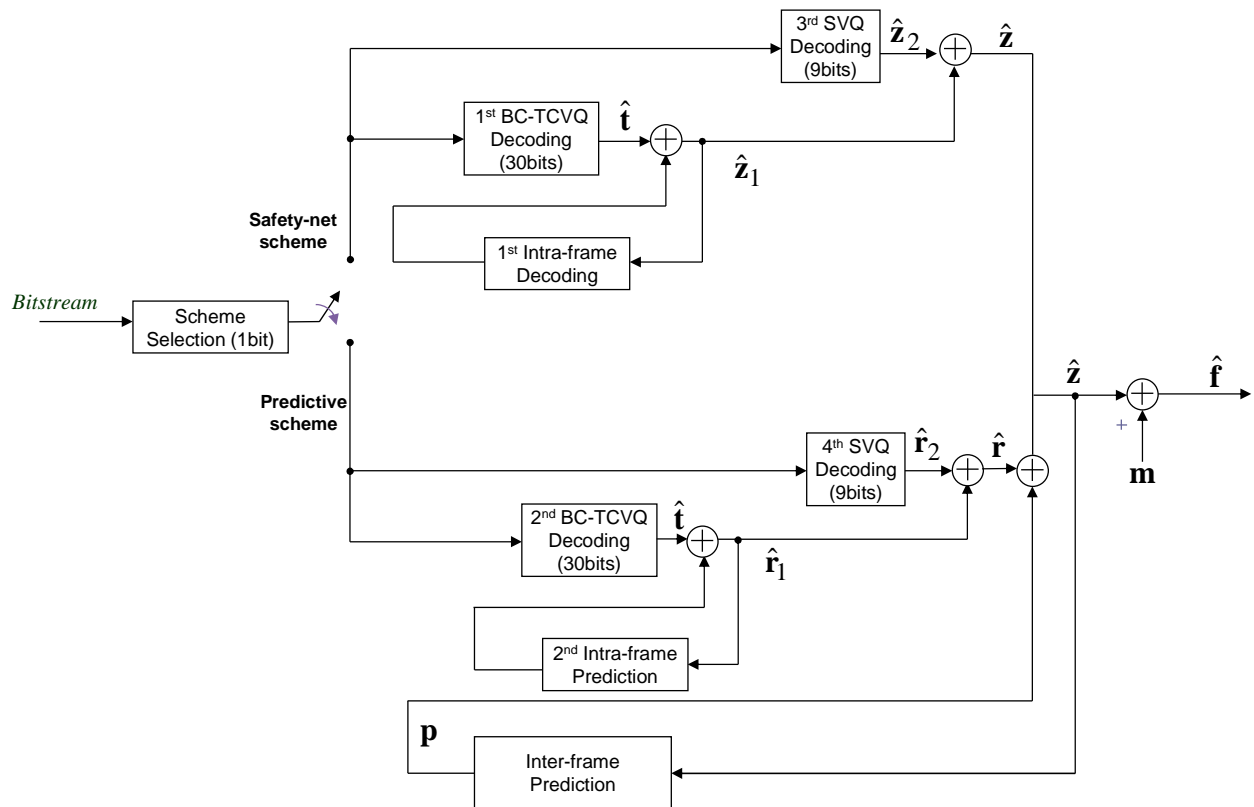 3rd SVQ
Decoding
(9bits)
ẑ2
ẑ
1st BC-TCVQ
Decoding
(30bits)
t̂
ẑ1
Safety-net
scheme
1st Intra-frame
Decoding
Bitstream
Scheme
Selection (1bit)
Predictive
scheme
ẑ
f̂
+
m
4th SVQ
Decoding
(9bits)
r̂2
r̂
2nd BC-TCVQ
Decoding
(30bits)
t̂
r̂1
2nd Intra-frame
Prediction
p
Inter-frame
Prediction